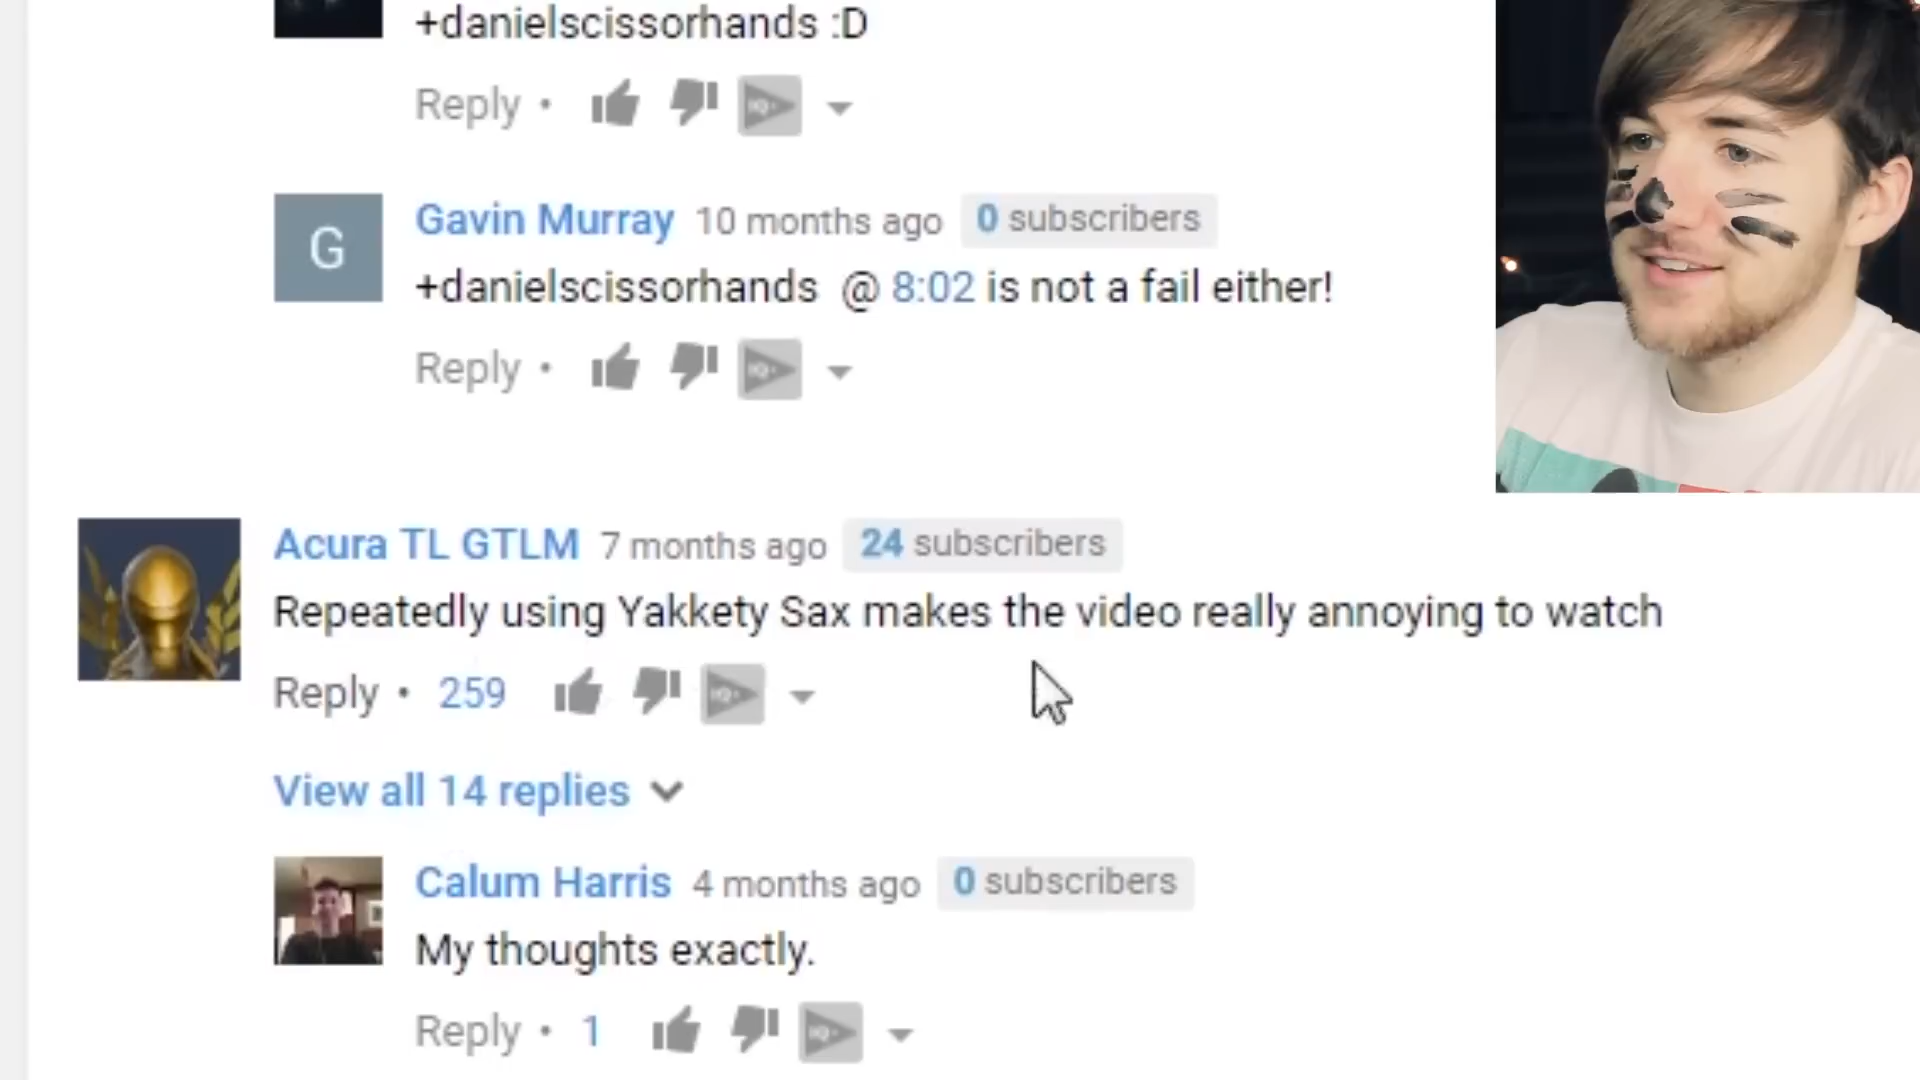 +danielscissorhands :D
Reply •
G
Gavin Murray 10 months ago 0 subscribers
+danielscissorhands @ 8:02 is not a fail either!
Reply •
Acura TL GTLM 7 months ago 24 subscribers
Repeatedly using Yakkety Sax makes the video really annoying to watch
Reply • 259
View all 14 replies
Calum Harris 4 months ago 0 subscribers
My thoughts exactly.
Reply • 1